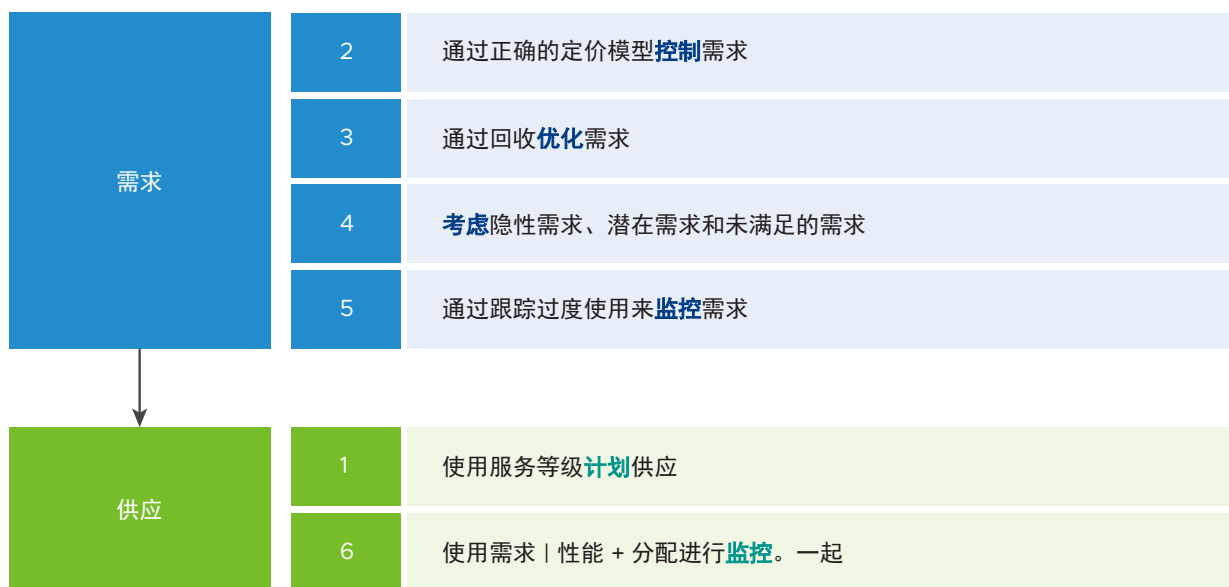 需求
2
通过正确的定价模型控制需求
3
通过回收优化需求
4
考虑隐性需求、潜在需求和未满足的需求
5
通过跟踪过度使用来监控需求
供应
1
使用服务等级计划供应
6
使用需求 | 性能 + 分配进行监控。一起